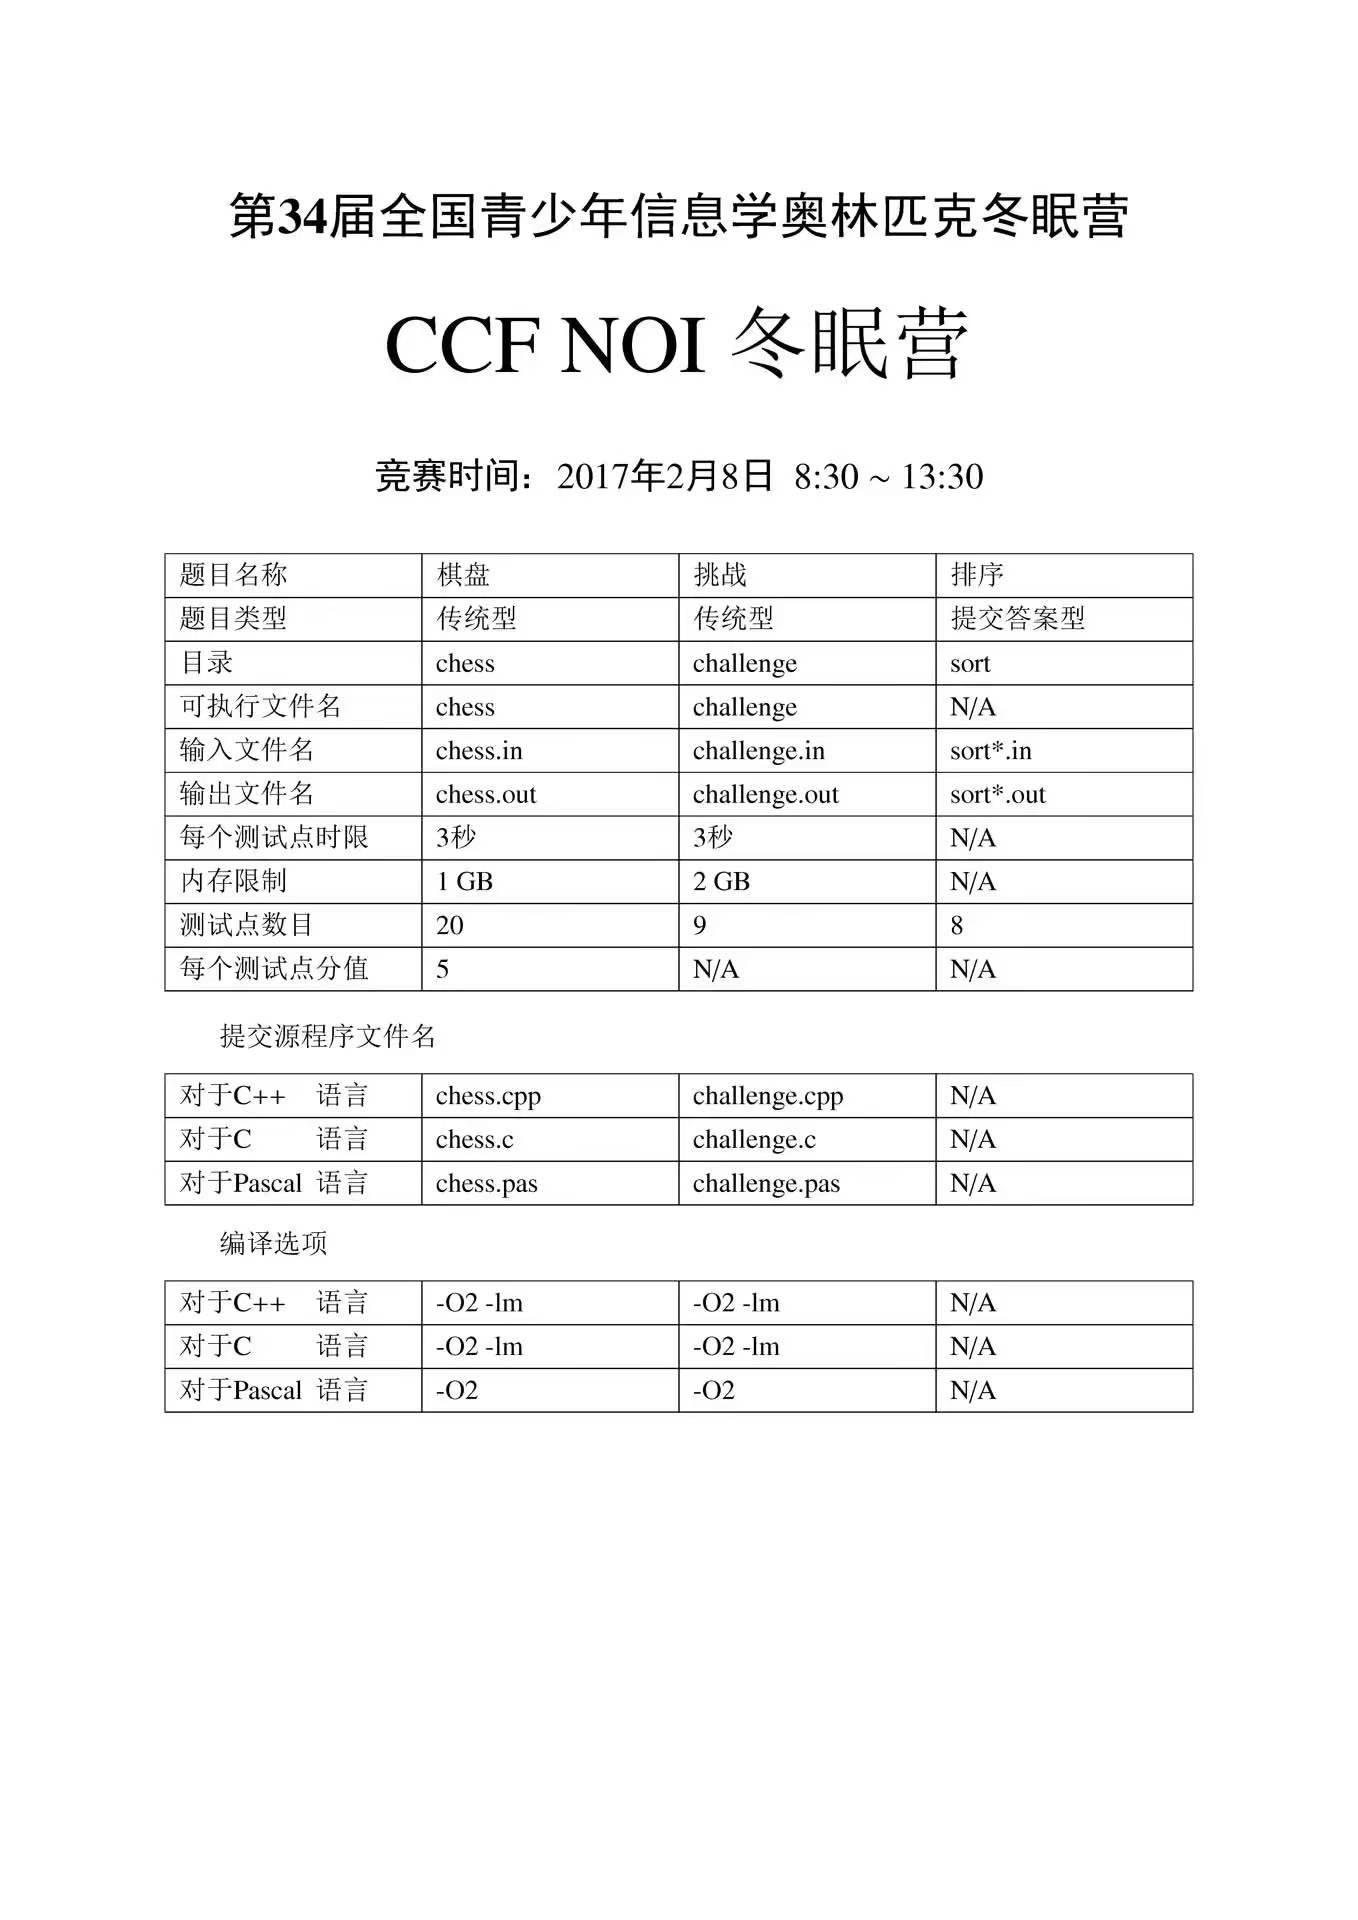 第34届全国青少年信息学奥林匹克冬眠营
CCF NOI 冬眠营
竞赛时间：2017年2月8日 8:30 ~ 13:30
题目名称 棋盘 挑战 排序
题目类型 传统型 传统型 提交答案型
目录 chess challenge sort
可执行文件名 chess challenge N/A
输入文件名 chess.in challenge.in sort*.in
输出文件名 chess.out challenge.out sort*.out
每个测试点时限 3秒 3秒 N/A
内存限制 1 GB 2 GB N/A
测试点数目 20 9 8
每个测试点分值 5 N/A N/A
提交源程序文件名
对于C++ 语言 chess.cpp challenge.cpp N/A
对于C 语言 chess.c challenge.c N/A
对于Pascal 语言 chess.pas challenge.pas N/A
编译选项
对于C++ 语言 -O2 -lm -O2 -lm N/A
对于C 语言 -O2 -lm -O2 -lm N/A
对于Pascal 语言 -O2 -O2 N/A